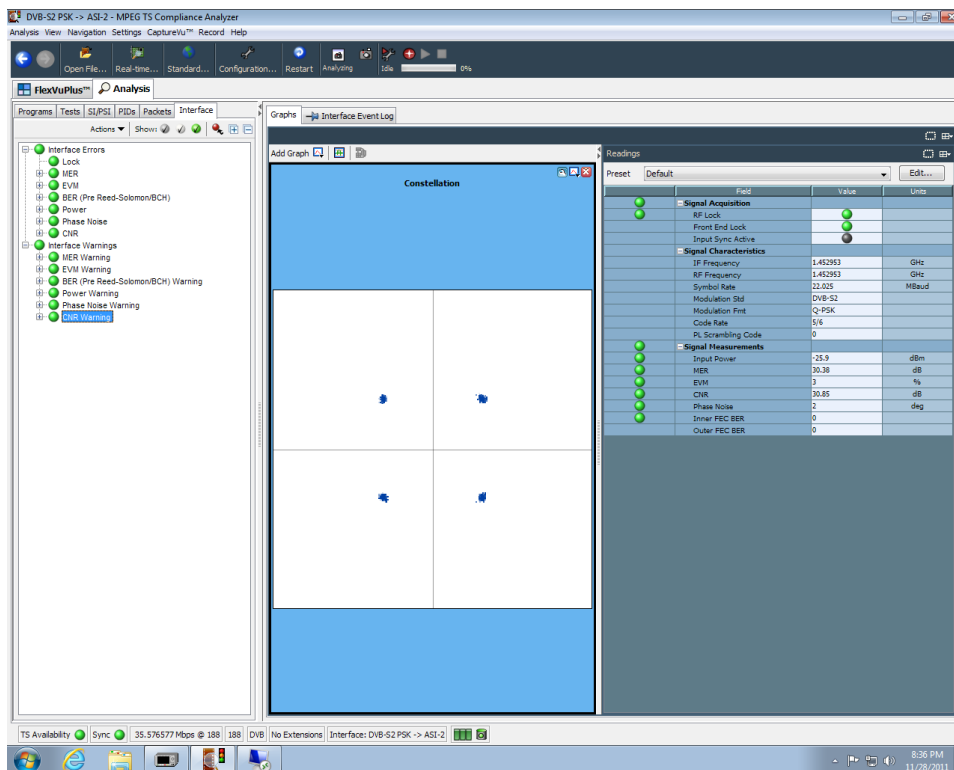 DVB-S2 PSK -> ASI-2 - MPEG TS Compliance Analyzer
Analysis View Navigation Settings CaptureVu™ Record Help
Open File... Real-time... Standard... Configuration... Restart Analyzing Idle 0%
FlexVuPlus™ Analysis
Programs Tests SI/PSI PIDs Packets Interface
Actions Show:
Interface Errors
Lock
MER
EVM
BER (Pre Reed-Solomon/BCH)
Power
Phase Noise
CNR
Interface Warnings
MER Warning
EVM Warning
BER (Pre Reed-Solomon/BCH) Warning
Power Warning
Phase Noise Warning
CNR Warning
Graphs Interface Event Log
Add Graph
Constellation
Readings
Preset Default Edit...
Field Value Units
Signal Acquisition
RF Lock
Front End Lock
Input Sync Active
Signal Characteristics
IF Frequency 1.452953 GHz
RF Frequency 1.452953 GHz
Symbol Rate 22.025 MBaud
Modulation Std DVB-S2
Modulation Fmt Q-PSK
Code Rate 5/6
PL Scrambling Code 0
Signal Measurements
Input Power -25.9 dBm
MER 30.38 dB
EVM 3 %
CNR 30.85 dB
Phase Noise 2 deg
Inner FEC BER 0
Outer FEC BER 0
TS Availability Sync 35.576577 Mbps @ 188 188 DVB No Extensions Interface: DVB-S2 PSK -> ASI-2
8:36 PM
11/28/2011